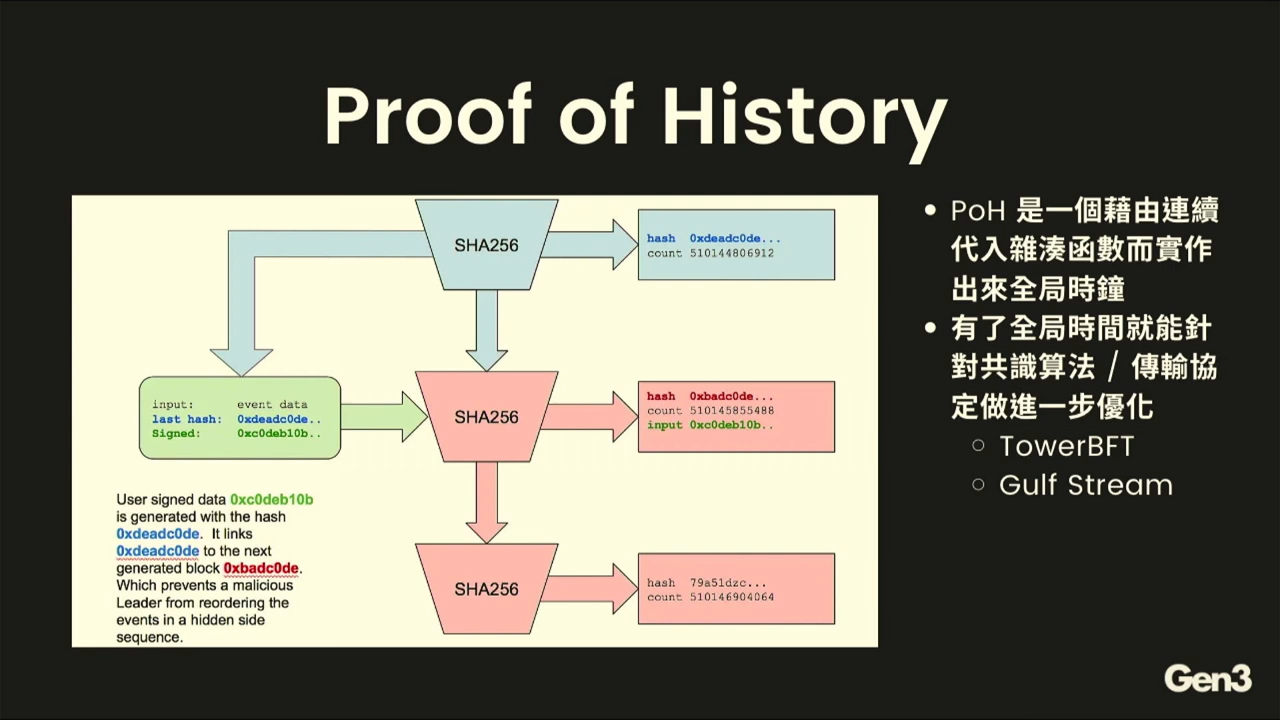 Proof of History
SHA256
hash 0xdeadc0de...
count 510144806912
input: event data
last hash: 0xdeadc0de..
Signed: 0xc0deb10b..
SHA256
hash 0xbadc0de...
count 510145855488
input 0xc0deb10b..
User signed data 0xc0deb10b
is generated with the hash
0xdeadc0de. It links
0xdeadc0de to the next
generated block 0xbadc0de.
Which prevents a malicious
Leader from reordering the
events in a hidden side
sequence.
SHA256
hash 79a51dzc...
count 510146904064
• PoH 是一個藉由連續
代入雜湊函數而實作
出來全局時鐘
• 有了全局時間就能針
對共識算法 / 傳輸協
定做進一步優化
○ TowerBFT
○ Gulf Stream
Gen3